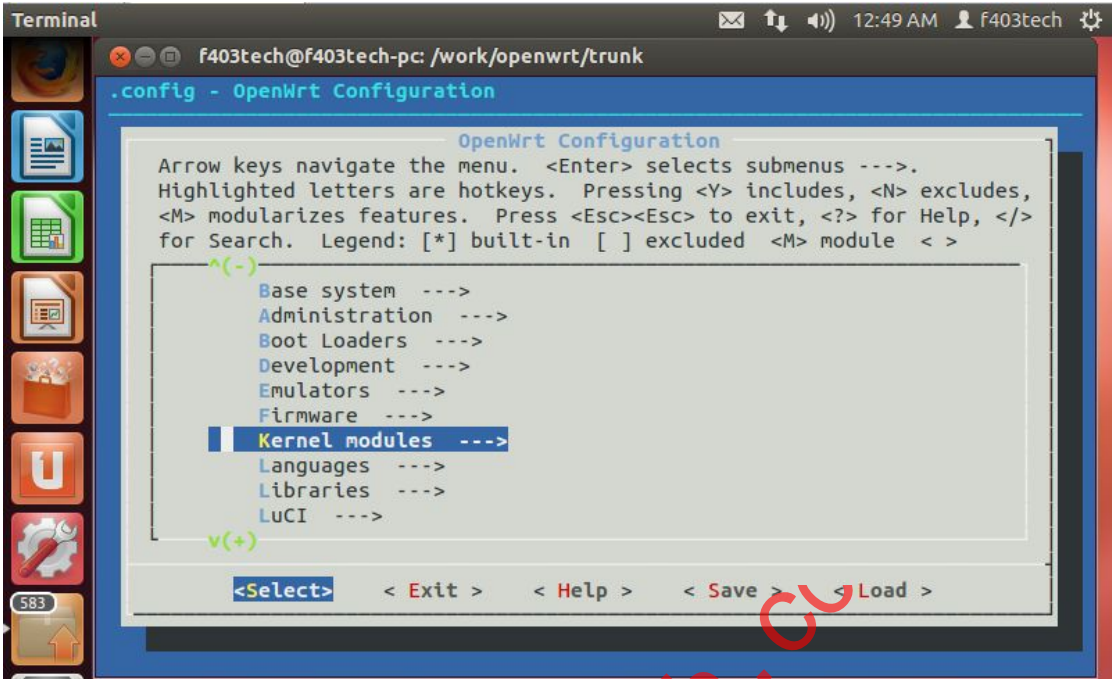 Terminal
12:49 AM
f403tech
f403tech@f403tech-pc: /work/openwrt/trunk
.config - OpenWrt Configuration
OpenWrt Configuration
Arrow keys navigate the menu.  <Enter> selects submenus --->.
Highlighted letters are hotkeys.  Pressing <Y> includes, <N> excludes,
<M> modularizes features.  Press <Esc><Esc> to exit, <?> for Help, </>
for Search.  Legend: [*] built-in  [ ] excluded  <M> module  < >
^(-)
Base system  --->
Administration  --->
Boot Loaders  --->
Development  --->
Emulators  --->
Firmware  --->
Kernel modules  --->
Languages  --->
Libraries  --->
LuCI  --->
v(+)
<Select>    < Exit >    < Help >    < Save >    < Load >
583